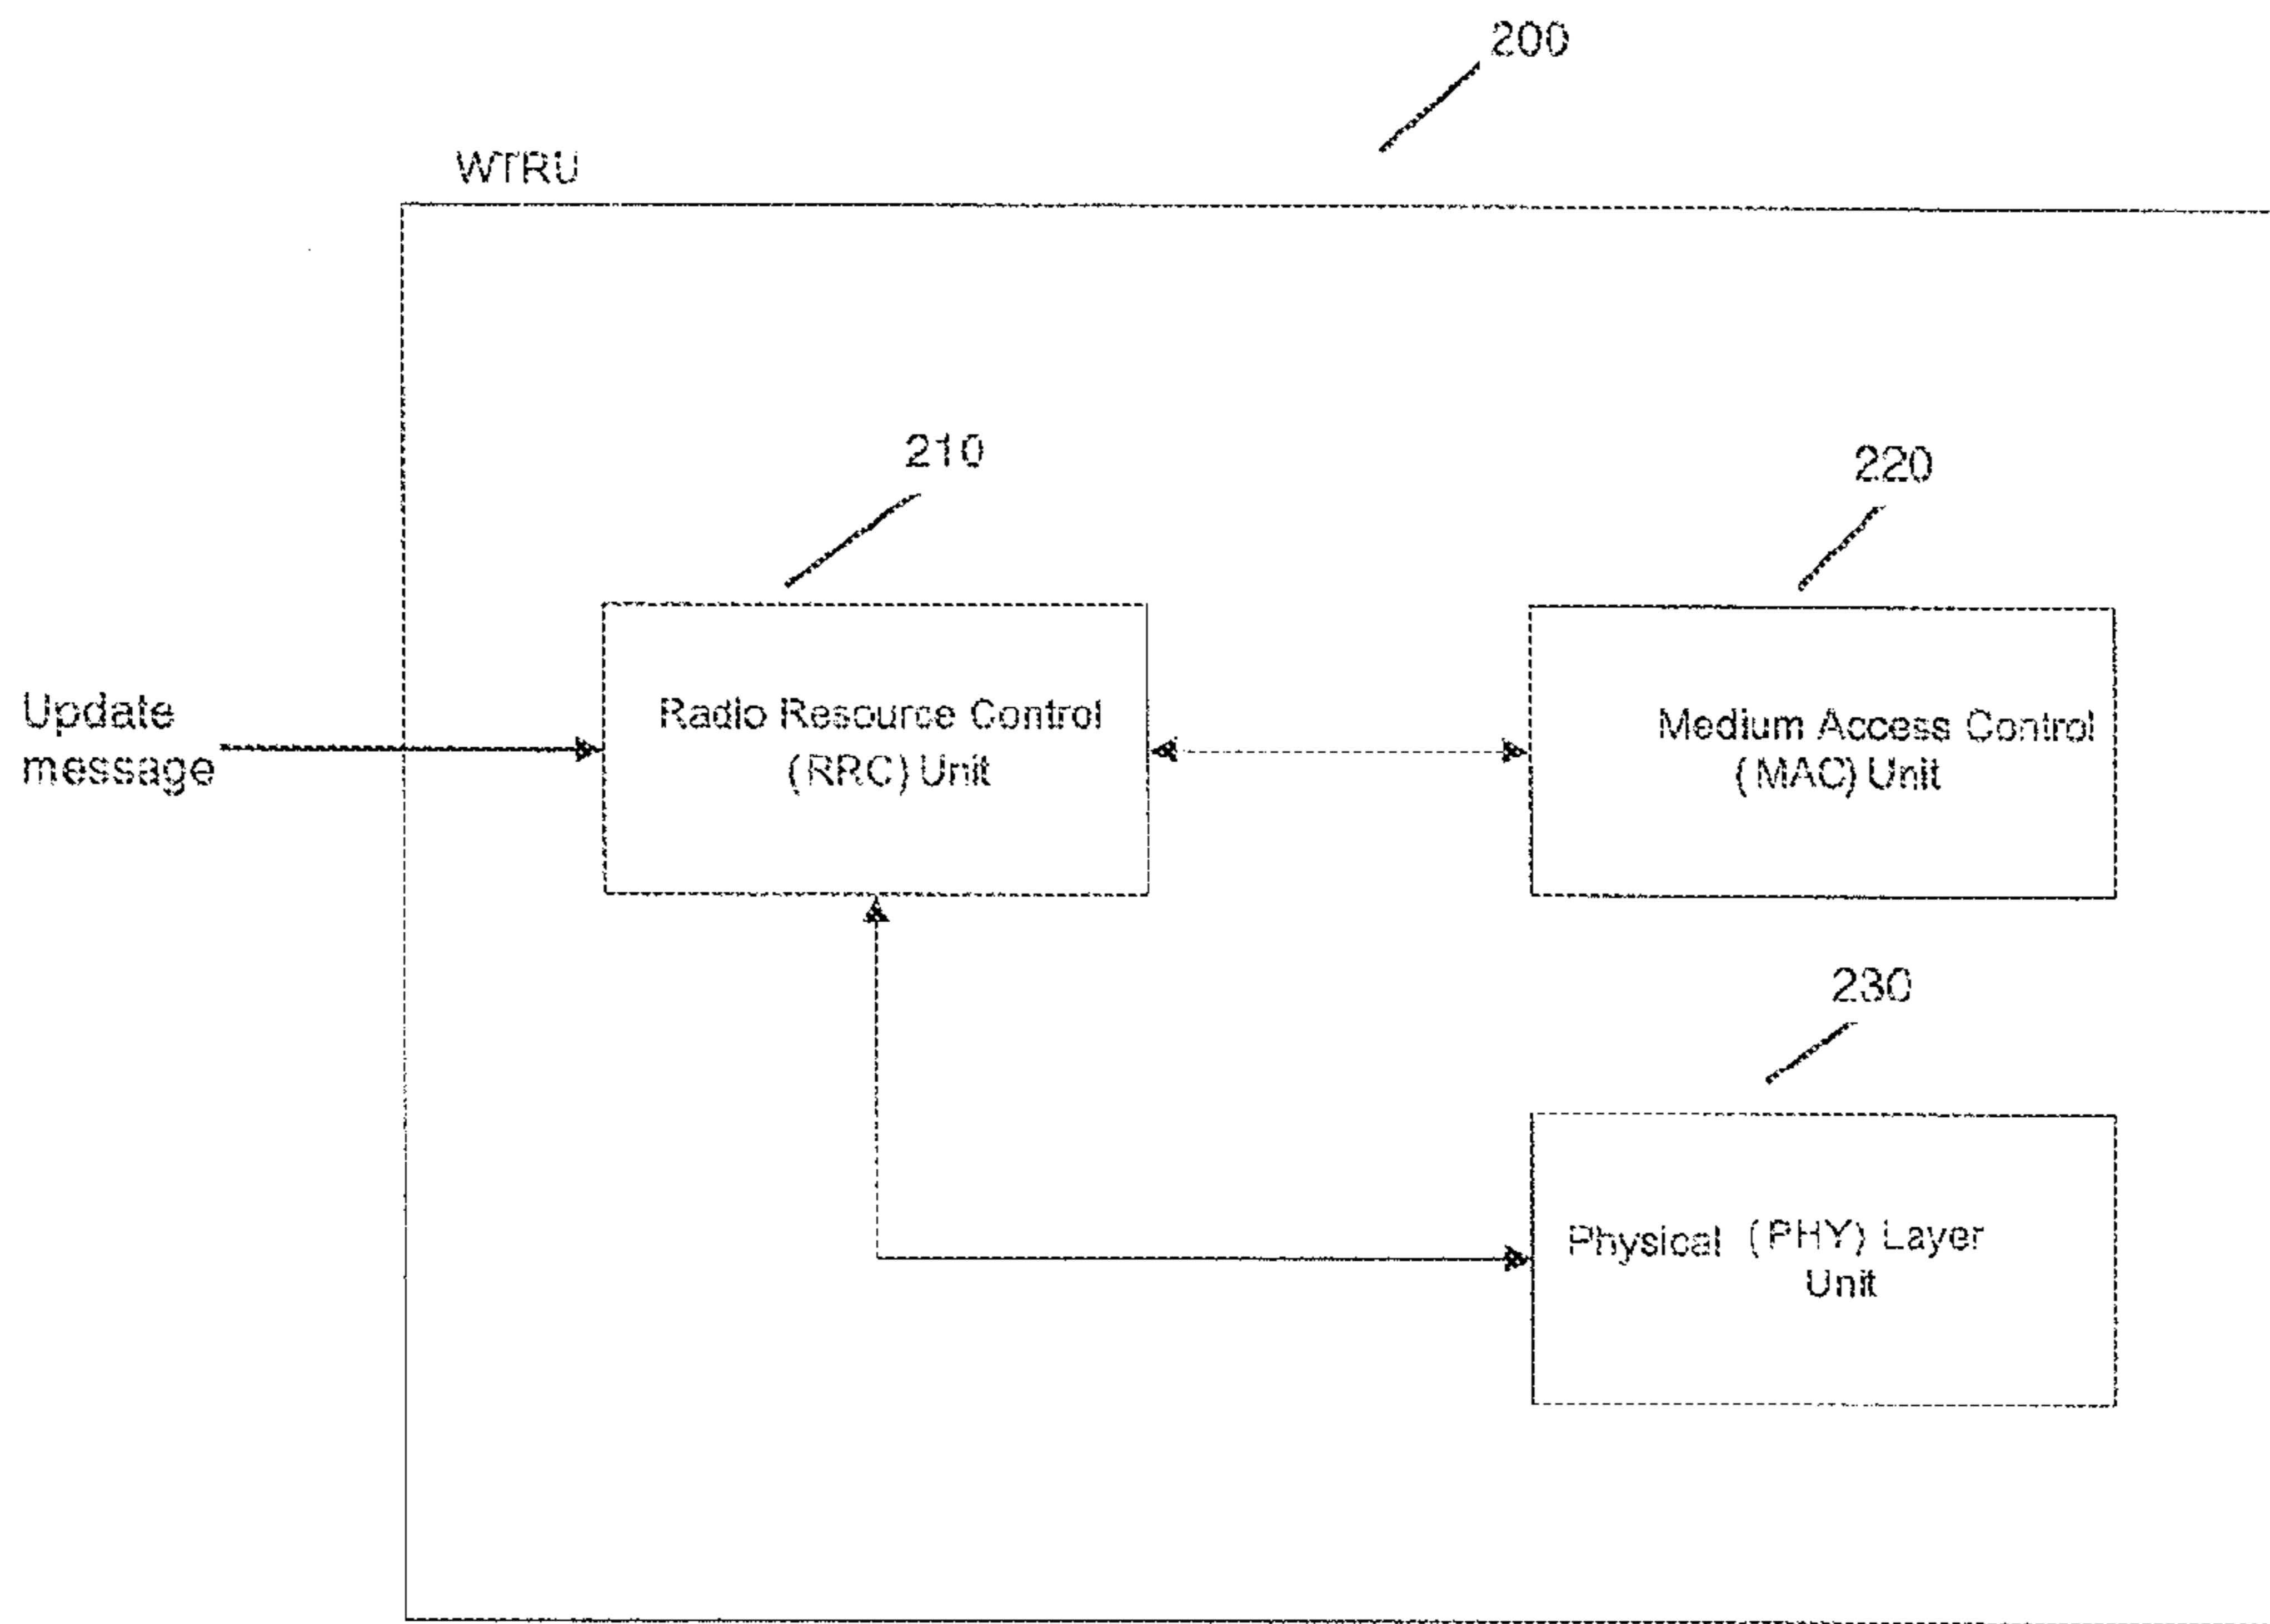 200
WTRU
210
220
Update
message
Radio Resource Control
(RRC) Unit
Medium Access Control
(MAC) Unit
230
Physical (PHY) Layer
Unit